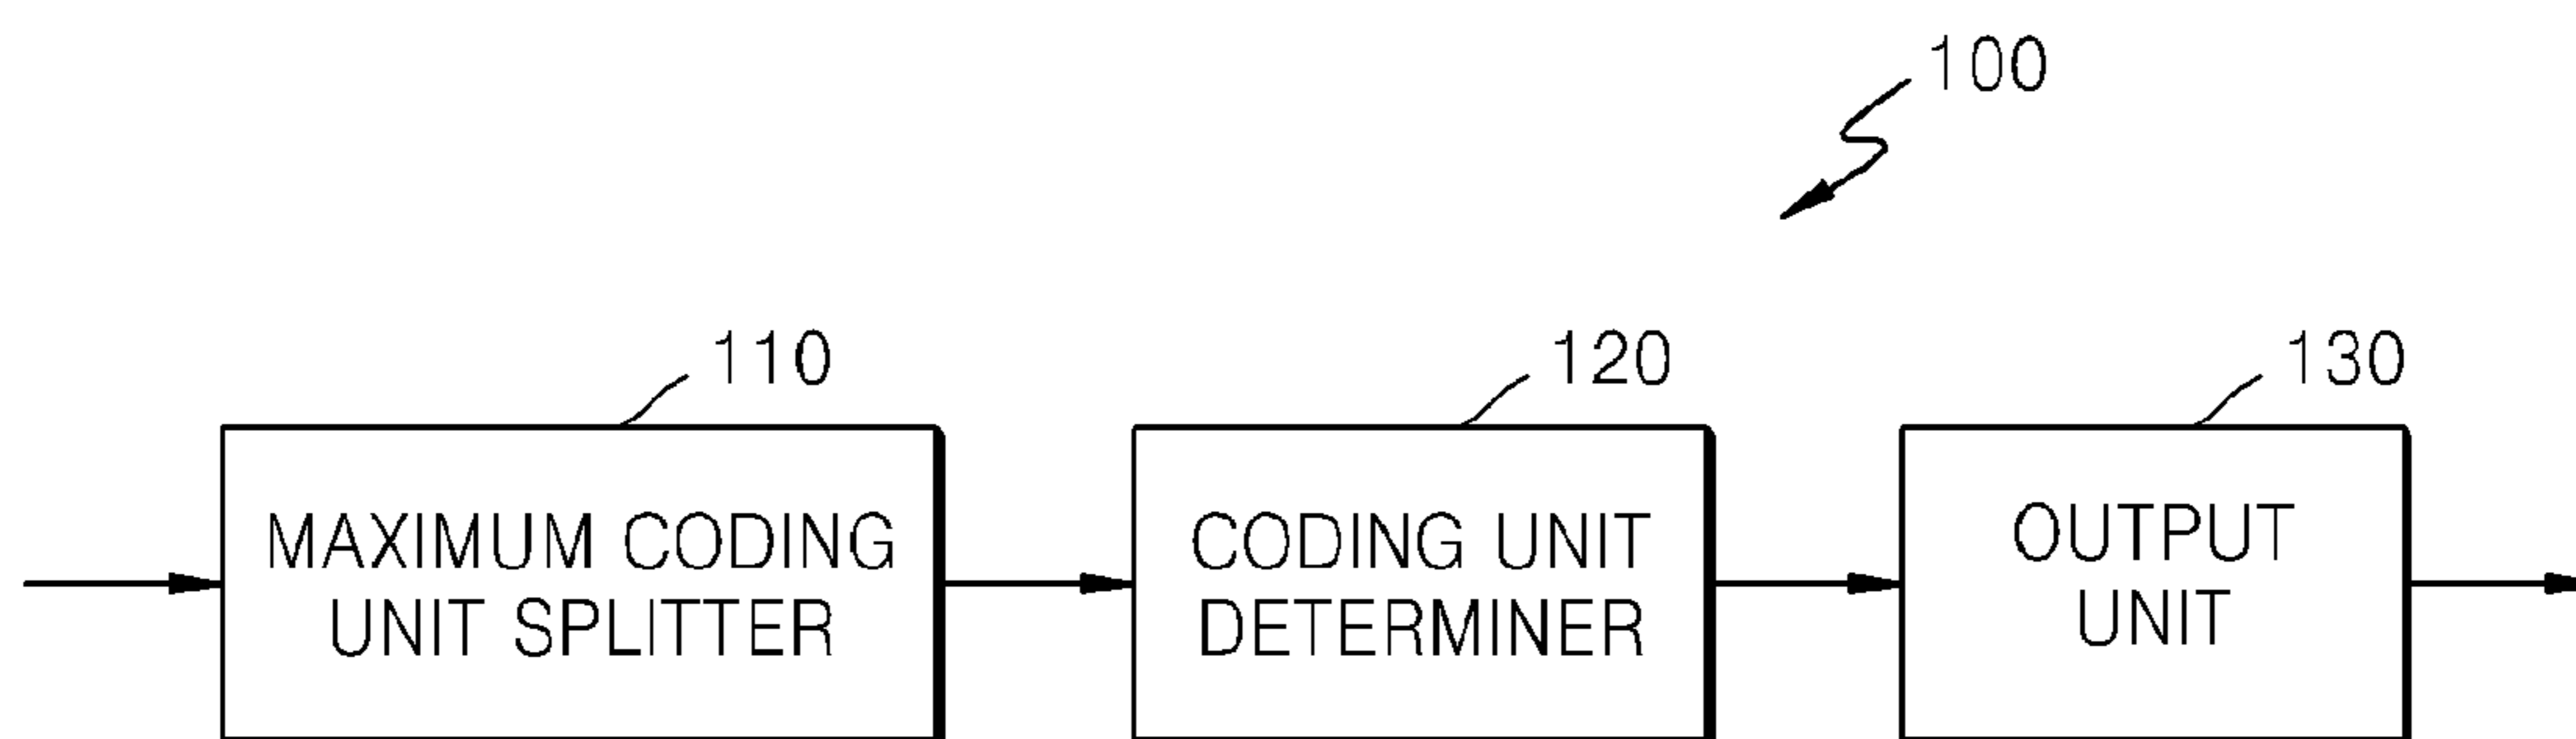 100
110
120
130
MAXIMUM CODING
UNIT SPLITTER
CODING UNIT
DETERMINER
OUTPUT
UNIT